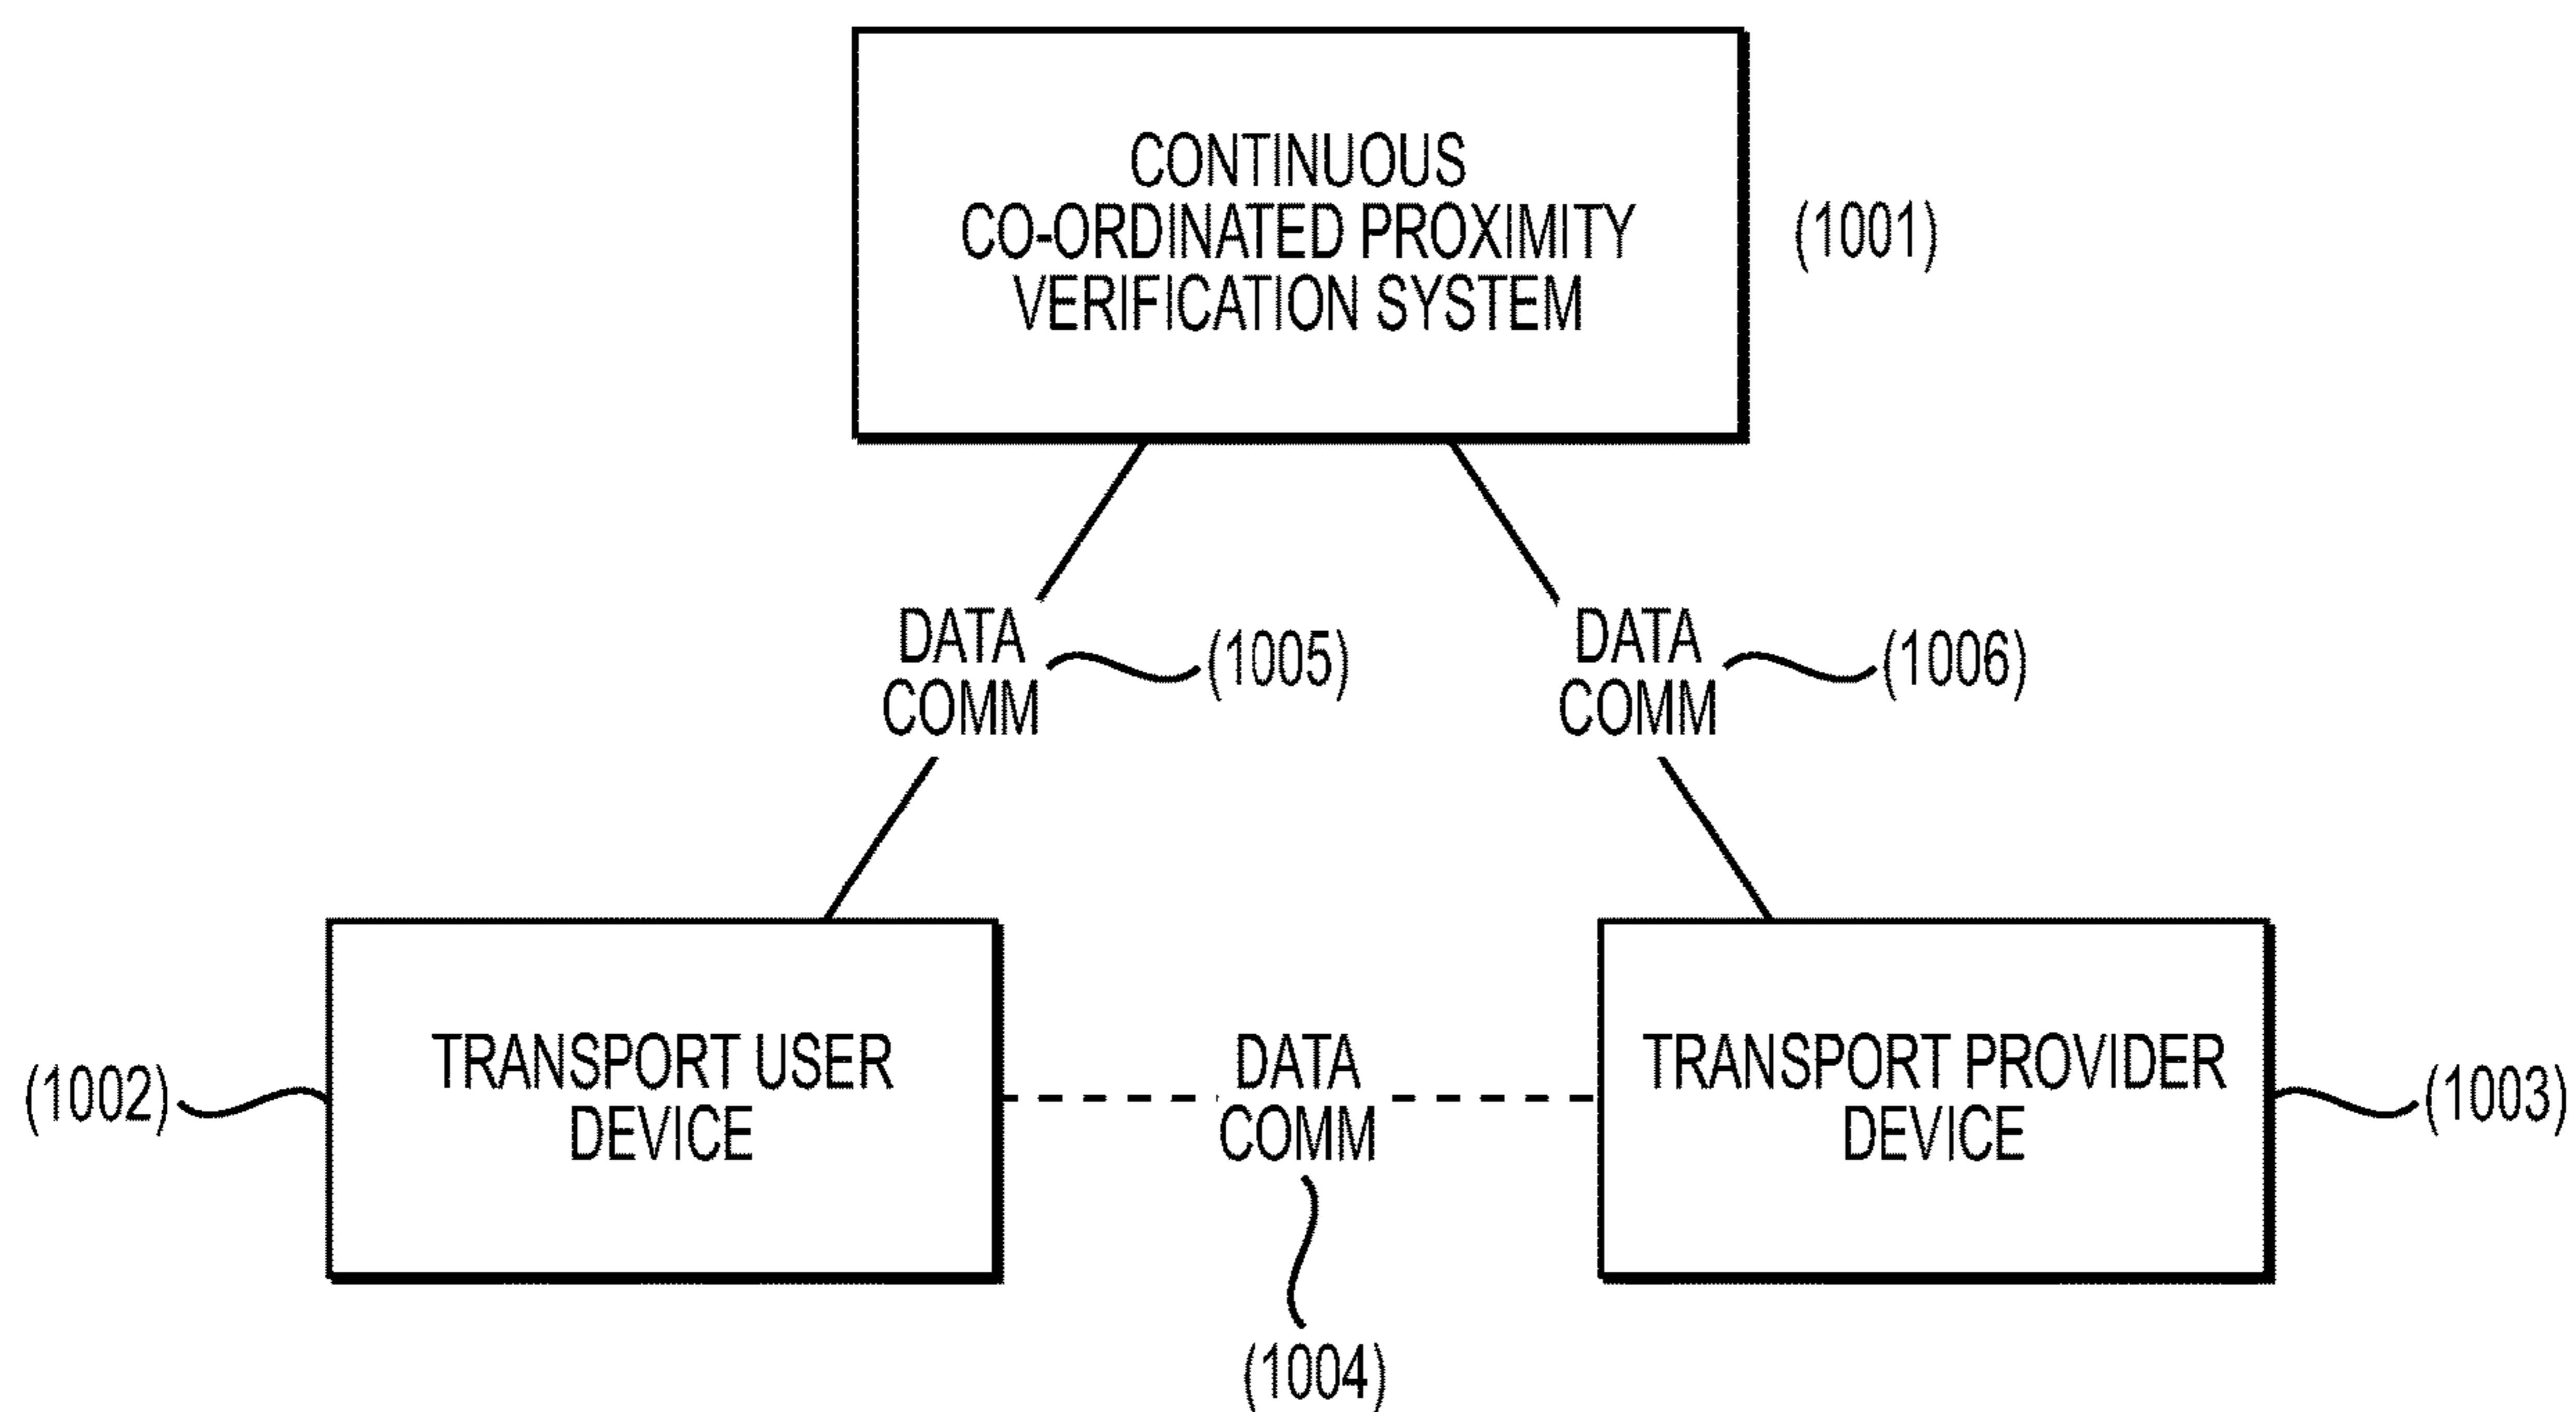 CONTINUOUS
CO-ORDINATED PROXIMITY
VERIFICATION SYSTEM
(1001)
DATA
COMM
(1005)
DATA
COMM
(1006)
(1002)
TRANSPORT USER
DEVICE
DATA
COMM
(1004)
TRANSPORT PROVIDER
DEVICE
(1003)